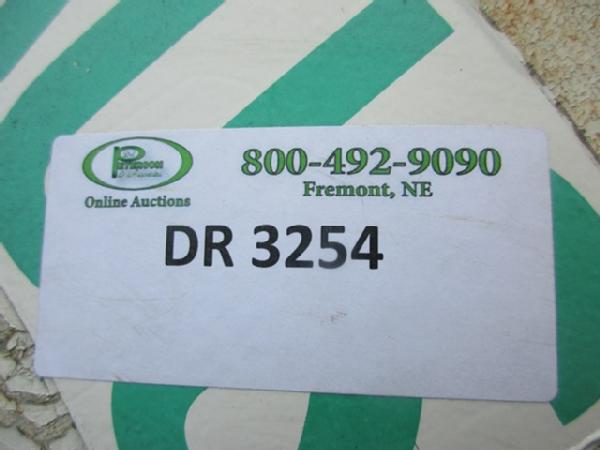 800-492-9090
Fremont, NE
Online Auctions
DR 3254